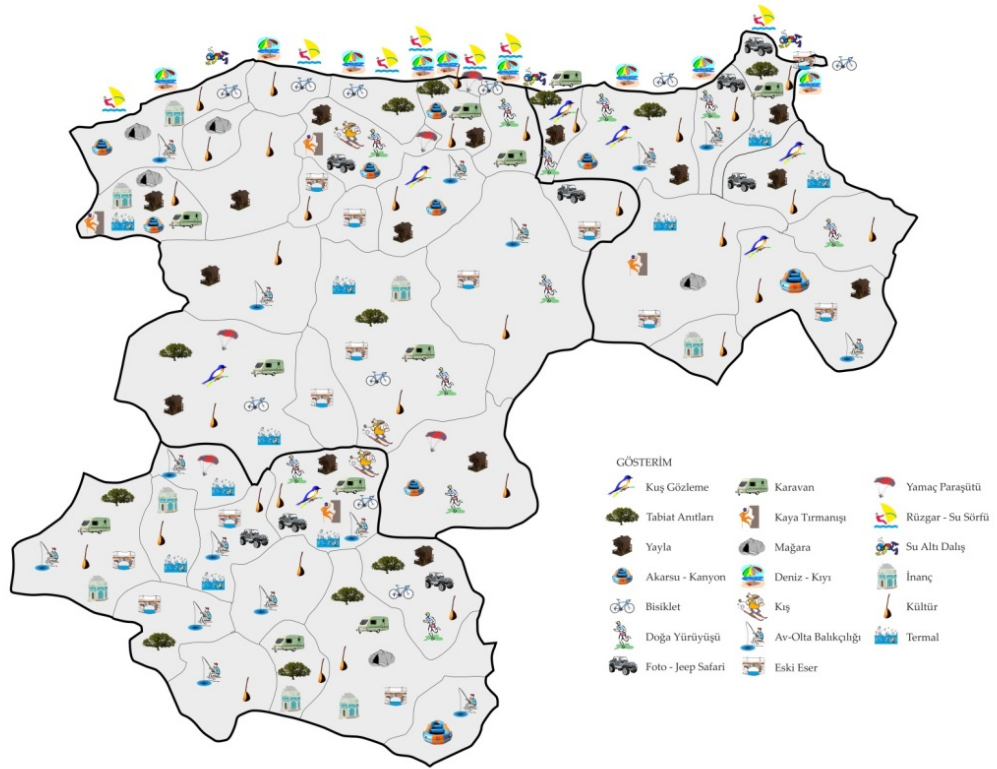 GÖSTERİM
Kuş Gözleme
Tabiat Anıtları
Yayla
Akarsu - Kanyon
Bisiklet
Doğa Yürüyüşü
Foto - Jeep Safari
Karavan
Kaya Tırmanışı
Mağara
Deniz - Kıyı
Kış
Av-Olta Balıkçılığı
Eski Eser
Yamaç Paraşütü
Rüzgar - Su Sörfü
Su Altı Dalış
İnanç
Kültür
Termal